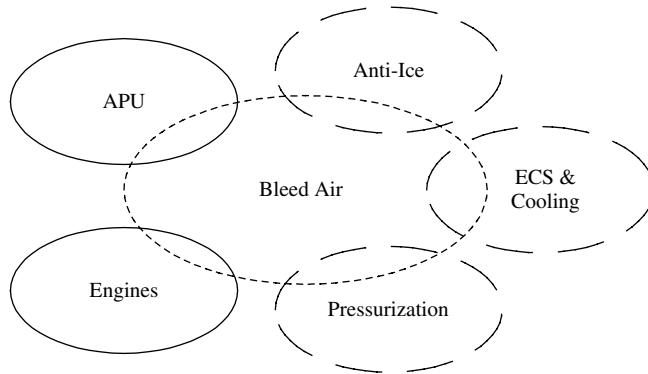 Anti-Ice
APU
Bleed Air
ECS &
Cooling
Engines
Pressurization